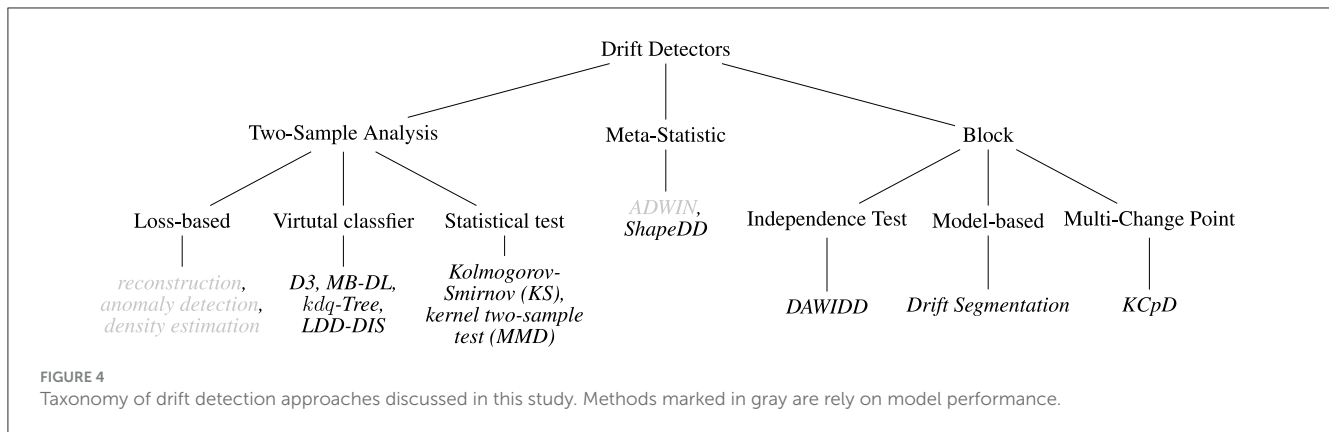 Drift Detectors
Two-Sample Analysis
Meta-Statistic
Block
Loss-based
Virtutal classfier
Statistical test
ADWIN,
ShapeDD
Independence Test
Model-based
Multi-Change Point
reconstruction,
anomaly detection,
density estimation
D3, MB-DL,
kdq-Tree,
LDD-DIS
Kolmogorov-
Smirnov (KS),
kernel two-sample
test (MMD)
DAWIDD
Drift Segmentation
KCpD
FIGURE 4
Taxonomy of drift detection approaches discussed in this study. Methods marked in gray are rely on model performance.